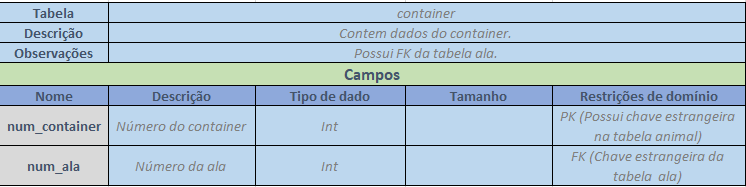 Tabela container
Descrição Contem dados do container.
Observações Possui FK da tabela ala.
Campos
Nome Descrição Tipo de dado Tamanho Restrições de domínio
num_container Número do container Int PK (Possui chave estrangeira
na tabela animal)
num_ala Número da ala Int FK (Chave estrangeira da
tabela ala)